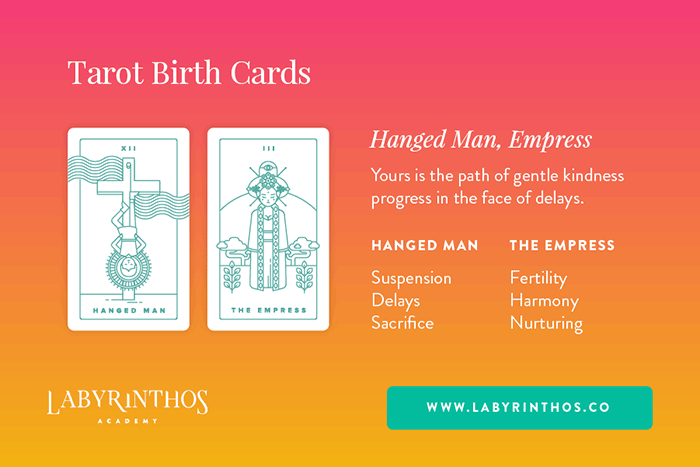 Tarot Birth Cards
XII
HANGED MAN
III
THE EMPRESS
Hanged Man, Empress
Yours is the path of gentle kindness
progress in the face of delays.
HANGED MAN
Suspension
Delays
Sacrifice
THE EMPRESS
Fertility
Harmony
Nurturing
LABYRINTHOS
ACADEMY
WWW.LABYRINTHOS.CO